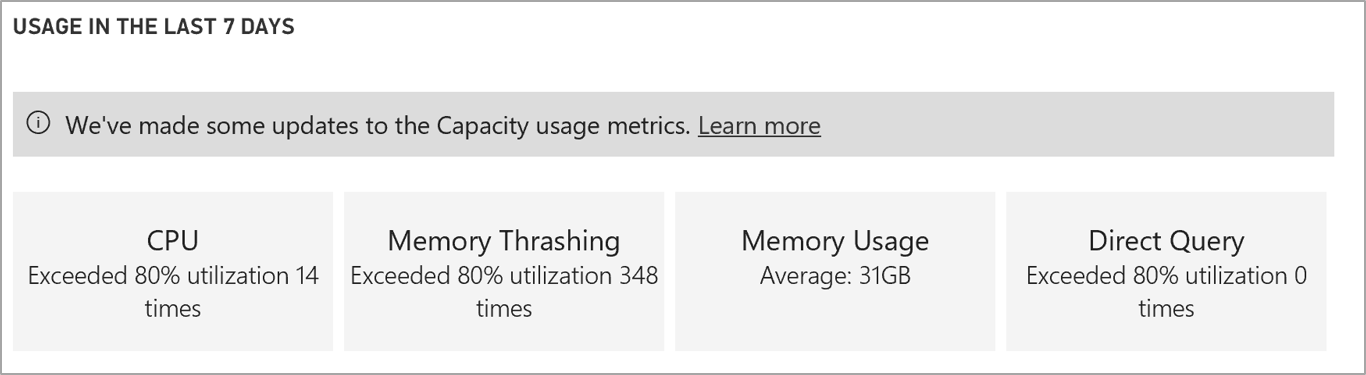 USAGE IN THE LAST 7 DAYS
We've made some updates to the Capacity usage metrics. Learn more
CPU
Exceeded 80% utilization 14
times
Memory Thrashing
Exceeded 80% utilization 348
times
Memory Usage
Average: 31GB
Direct Query
Exceeded 80% utilization 0
times